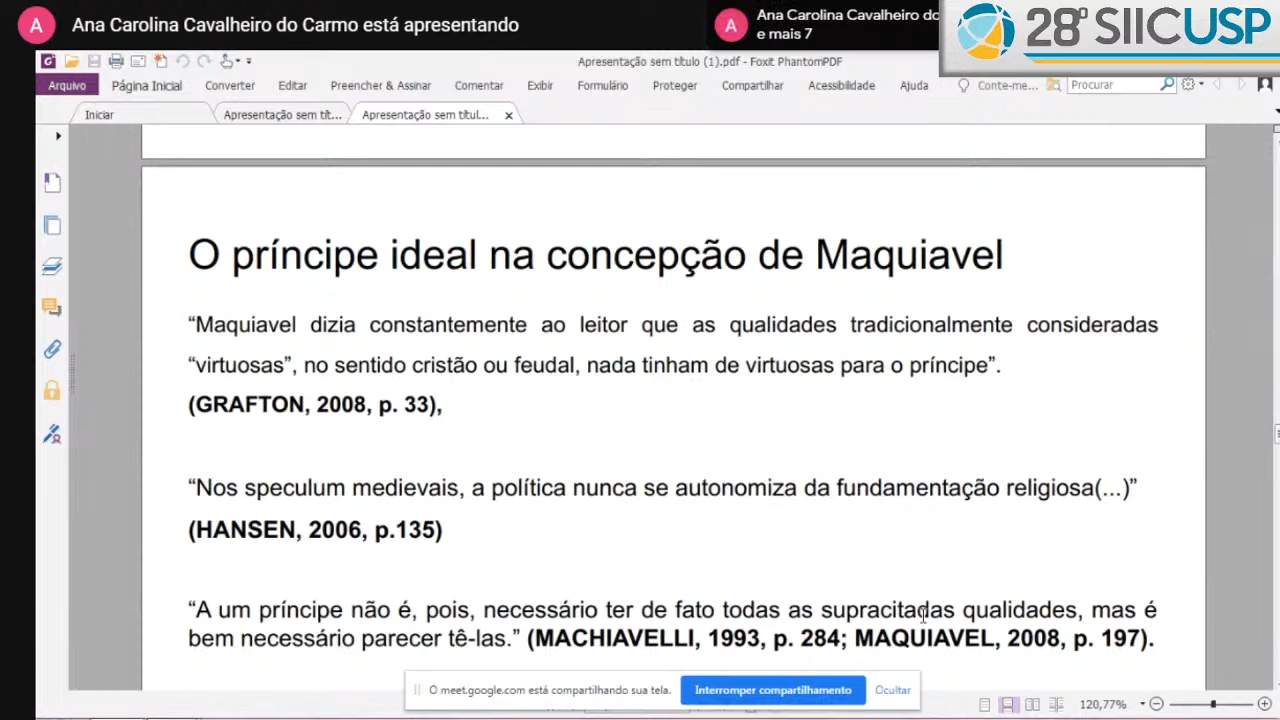 A
Ana Carolina Cavalheiro do Carmo está apresentando
A
Ana Carolina Cavalheiro do
e mais 7
28º SIICUSP
Apresentação sem título (1).pdf - Foxit PhantomPDF
Arquivo Página Inicial Converter Editar Preencher & Assinar Comentar Exibir Formulário Proteger Compartilhar Acessibilidade Ajuda Conte-me... Procurar
Iniciar Apresentação sem tít... Apresentação sem títul...
O príncipe ideal na concepção de Maquiavel
“Maquiavel dizia constantemente ao leitor que as qualidades tradicionalmente consideradas
“virtuosas”, no sentido cristão ou feudal, nada tinham de virtuosas para o príncipe”.
(GRAFTON, 2008, p. 33),
“Nos speculum medievais, a política nunca se autonomiza da fundamentação religiosa(...)”
(HANSEN, 2006, p.135)
“A um príncipe não é, pois, necessário ter de fato todas as supracitadas qualidades, mas é
bem necessário parecer tê-las.” (MACHIAVELLI, 1993, p. 284; MAQUIAVEL, 2008, p. 197).
O meet.google.com está compartilhando sua tela. Interromper compartilhamento Ocultar
120,77%